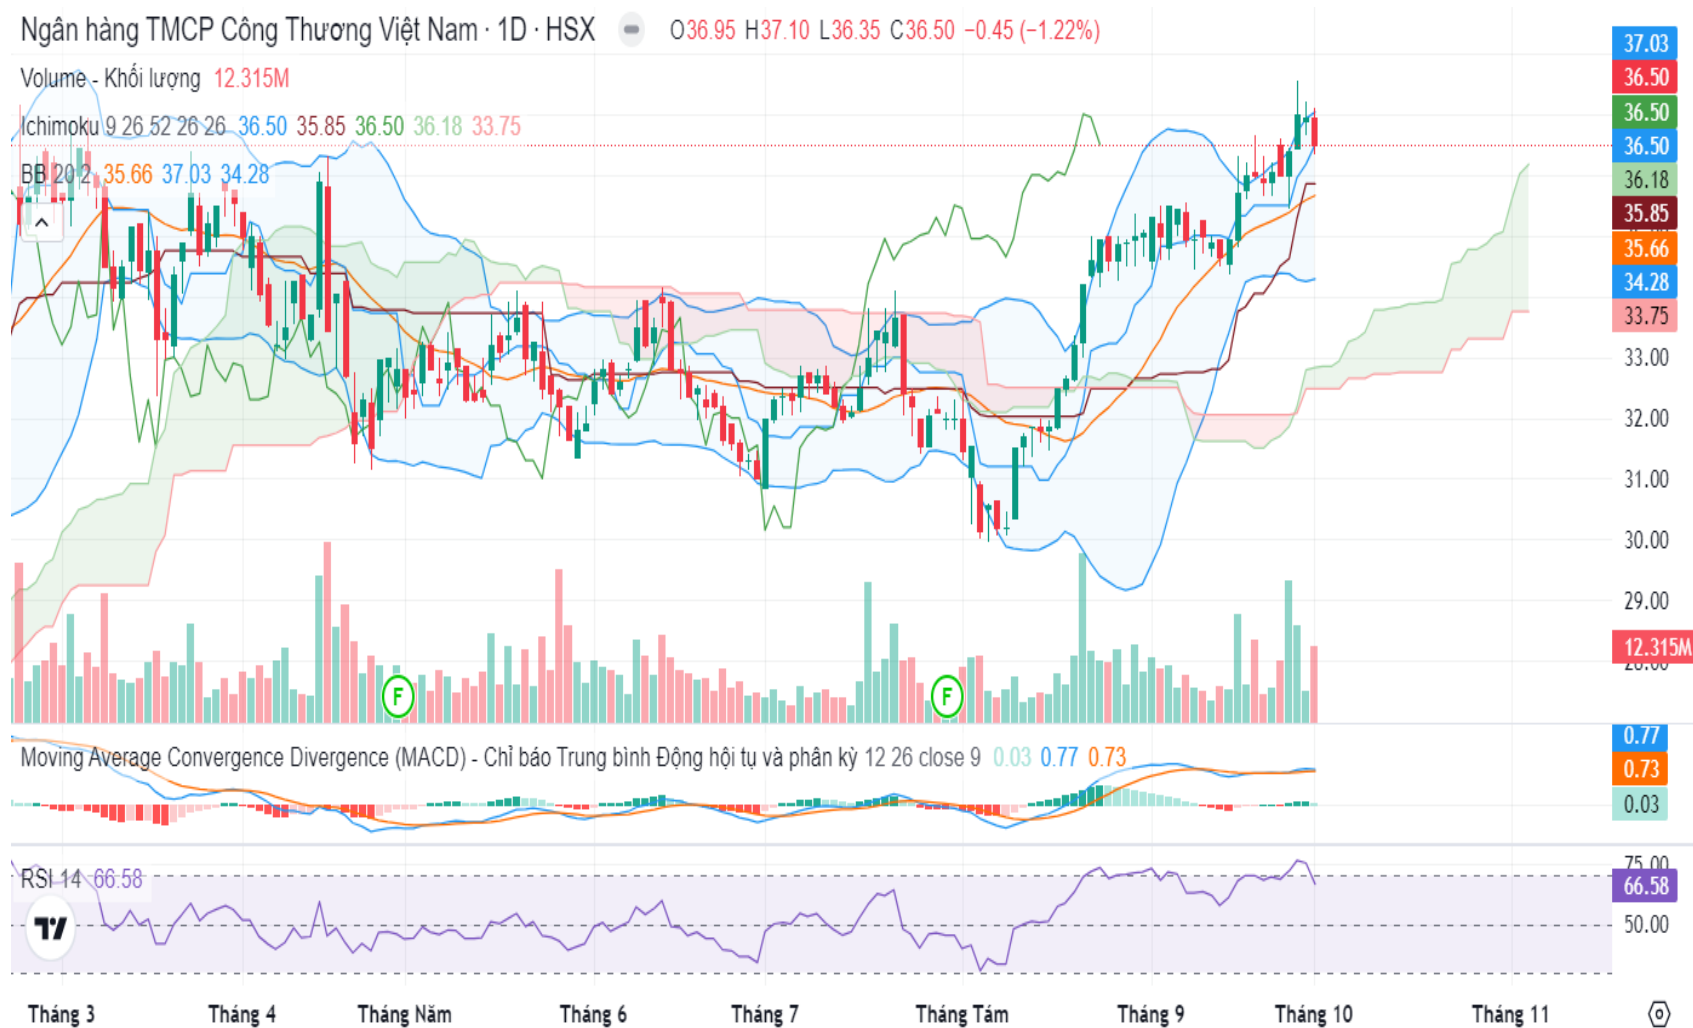 Ngân hàng TMCP Công Thương Việt Nam · 1D · HSX O36.95 H37.10 L36.35 C36.50 −0.45 (−1.22%)
Volume - Khối lượng 12.315M
Ichimoku 9 26 52 26 26 36.50 35.85 36.50 36.18 33.75
BB 20 2 35.66 37.03 34.28
37.03
36.50
36.50
36.50
36.18
35.85
35.66
34.28
33.75
33.00
32.00
31.00
30.00
29.00
12.315M
28.00
F
F
Moving Average Convergence Divergence (MACD) - Chỉ báo Trung bình Động hội tụ và phân kỳ 12 26 close 9 0.03 0.77 0.73
0.77
0.73
0.03
RSI 14 66.58
75.00
66.58
50.00
Tháng 3 Tháng 4 Tháng Năm Tháng 6 Tháng 7 Tháng Tám Tháng 9 Tháng 10 Tháng 11